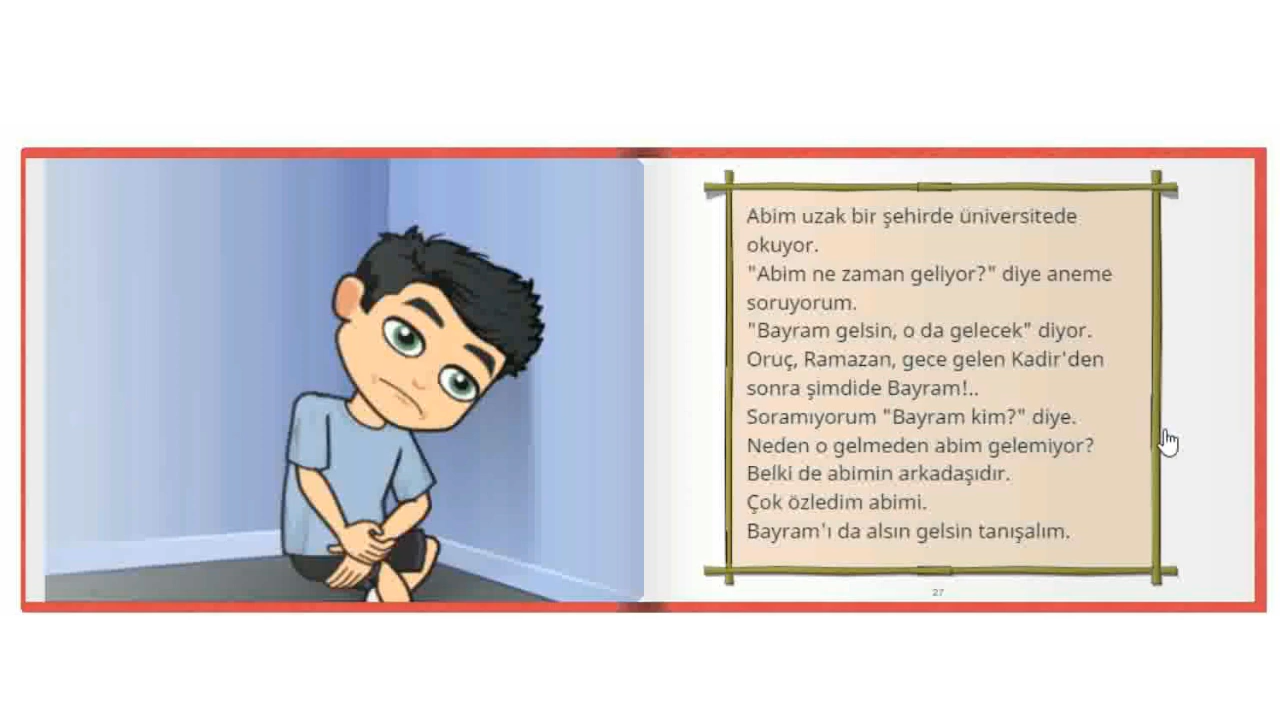 Abim uzak bir şehirde üniversitede
okuyor.
"Abim ne zaman geliyor?" diye aneme
soruyorum.
"Bayram gelsin, o da gelecek" diyor.
Oruç, Ramazan, gece gelen Kadir'den
sonra şimdide Bayram!..
Soramıyorum "Bayram kim?" diye.
Neden o gelmeden abim gelemiyor?
Belki de abimin arkadaşıdır.
Çok özledim abimi.
Bayram'ı da alsın gelsin tanışalım.
27